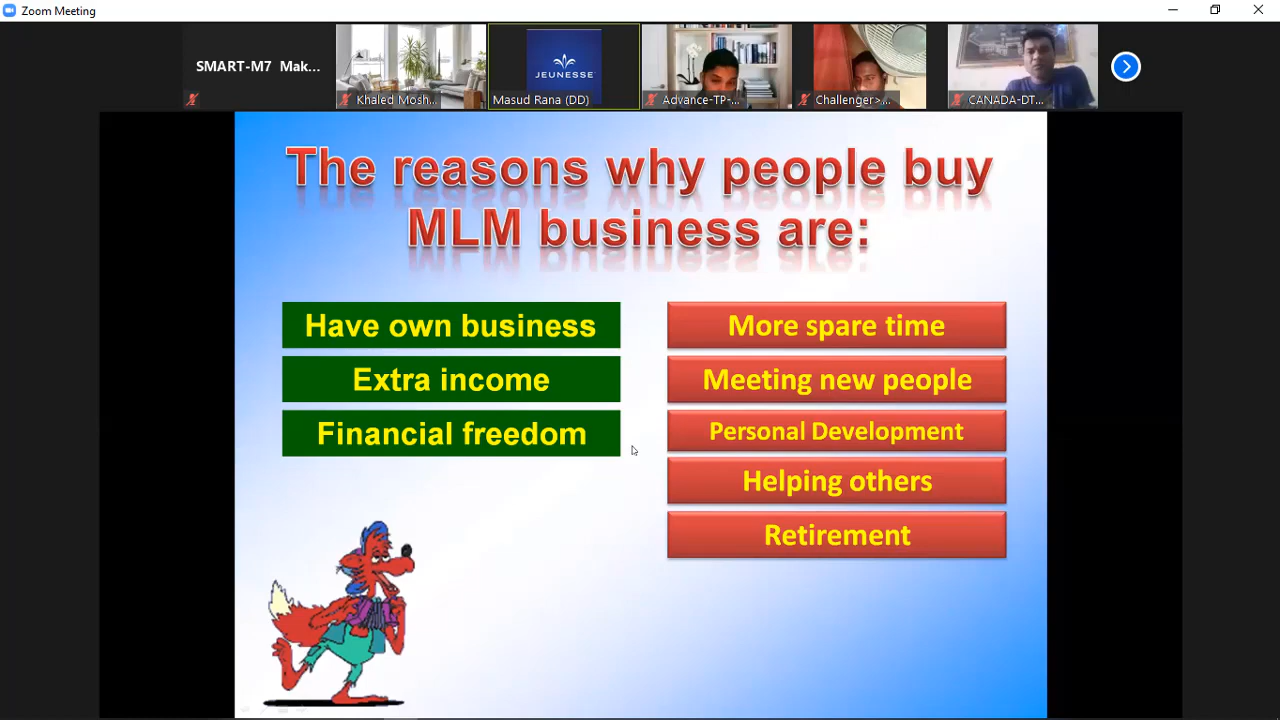 Zoom Meeting
SMART-M7 Mak...
Khaled Mosh...
JEUNESSE
Masud Rana (DD)
Advance-TP-...
Challenger>...
CANADA-DT...
The reasons why people buy
MLM business are:
Have own business
Extra income
Financial freedom
More spare time
Meeting new people
Personal Development
Helping others
Retirement